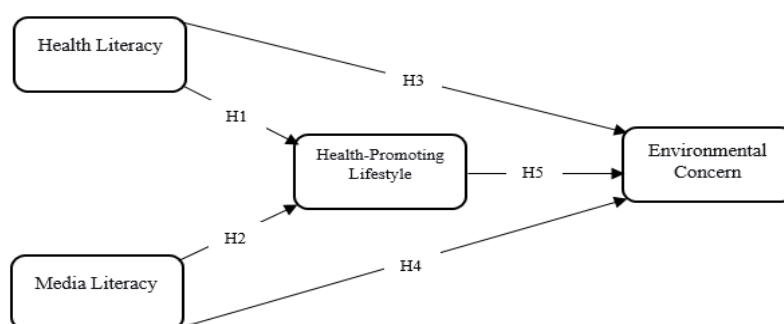 Health Literacy
H3
H1
Health-Promoting
Lifestyle
H5
Environmental
Concern
H2
H4
Media Literacy